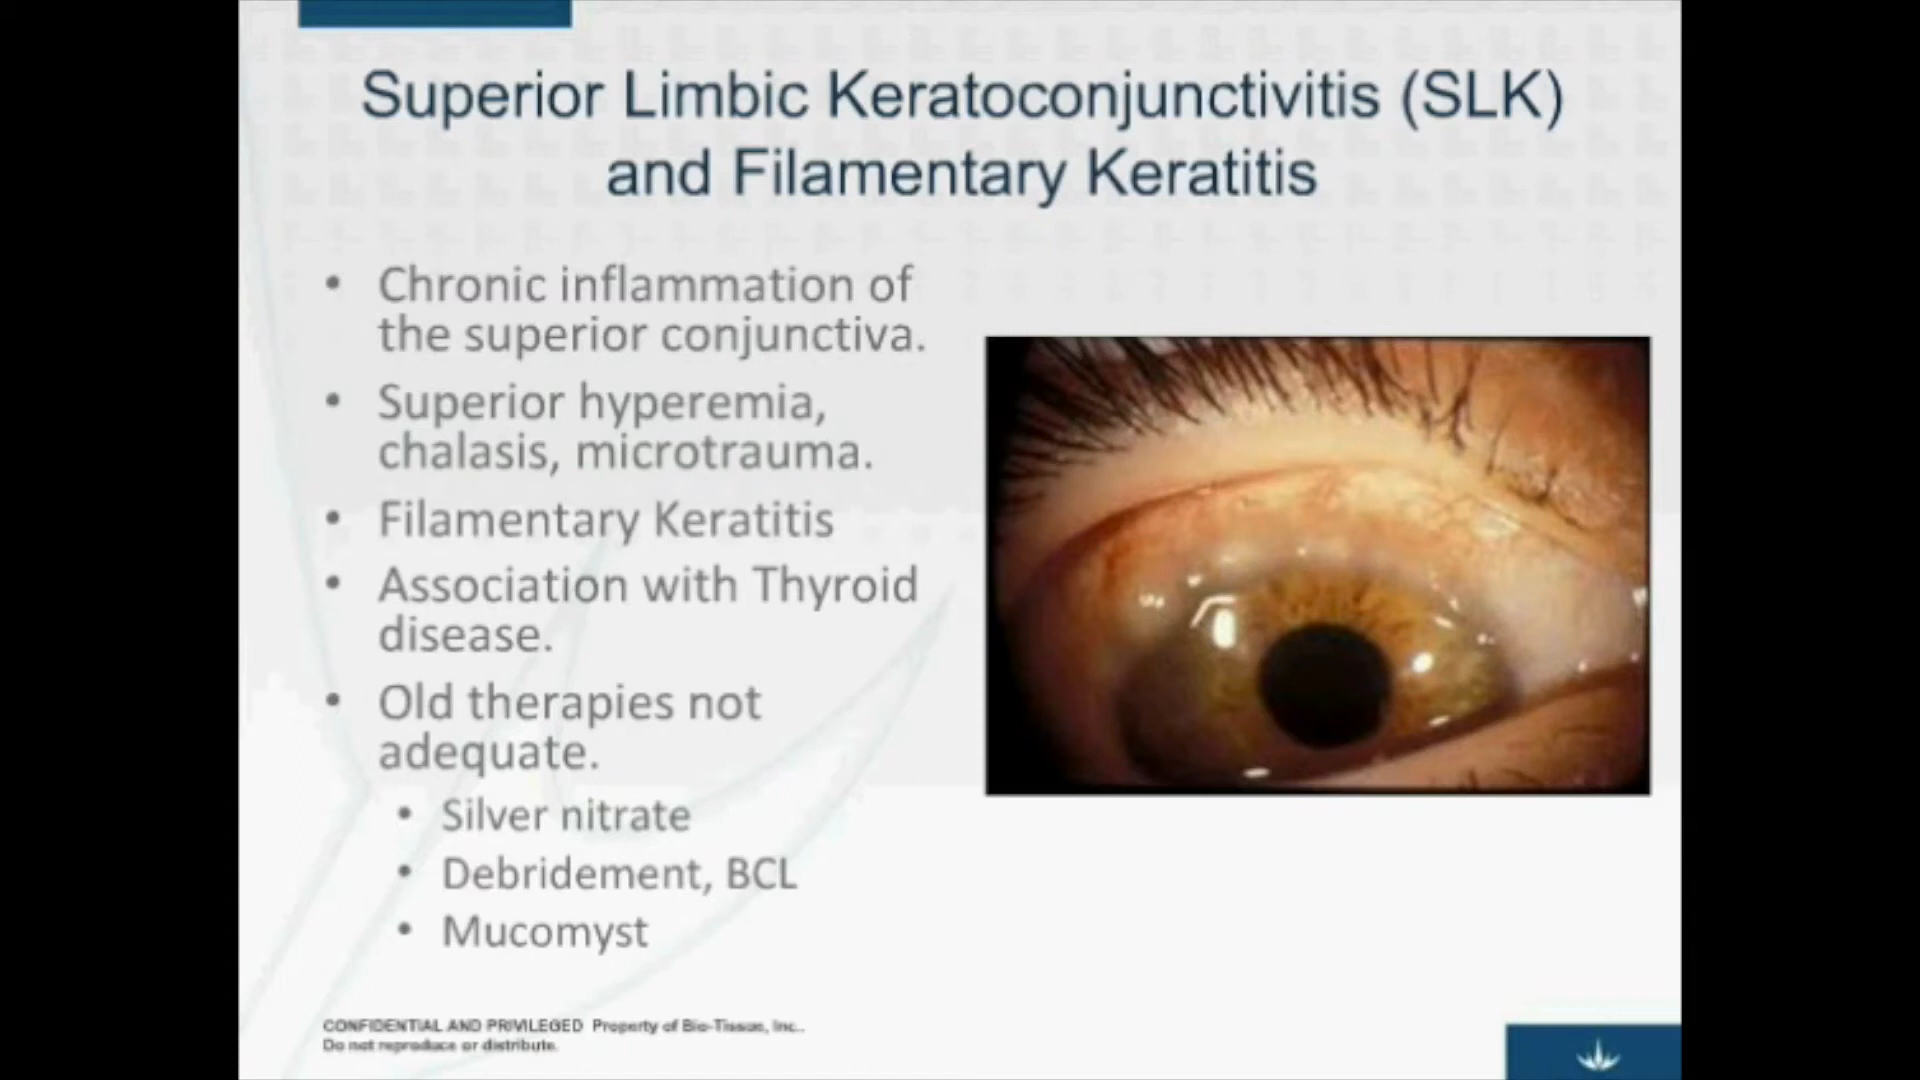 Superior Limbic Keratoconjunctivitis (SLK)
and Filamentary Keratitis
• Chronic inflammation of
the superior conjunctiva.
• Superior hyperemia,
chalasis, microtrauma.
• Filamentary Keratitis
• Association with Thyroid
disease.
• Old therapies not
adequate.
• Silver nitrate
• Debridement, BCL
• Mucomyst
CONFIDENTIAL AND PRIVILEGED Property of Bio-Tissue, Inc..
Do not reproduce or distribute.